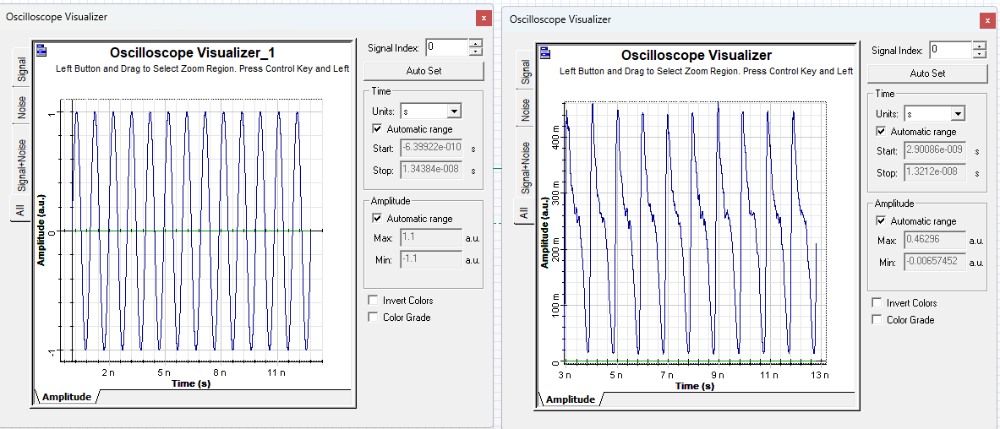 Oscilloscope Visualizer
x
Oscilloscope Visualizer_1
Left Button and Drag to Select Zoom Region. Press Control Key and Left
Signal
Noise
Signal+Noise
All
Amplitude (a.u.)
1
0
-1
2 n
5 n
8 n
11 n
Time (s)
Amplitude
Signal Index:
0
Auto Set
Time
Units:
s
Automatic range
Start:
-6.39922e-010
s
Stop:
1.34384e-008
s
Amplitude
Automatic range
Max:
1.1
a.u.
Min:
-1.1
a.u.
Invert Colors
Color Grade
Oscilloscope Visualizer
x
Oscilloscope Visualizer
Left Button and Drag to Select Zoom Region. Press Control Key and Left
Signal
Noise
Signal+Noise
All
Amplitude (a.u.)
400 m
300 m
200 m
100 m
0
3 n
5 n
7 n
9 n
11 n
13 n
Time (s)
Amplitude
Signal Index:
0
Auto Set
Time
Units:
s
Automatic range
Start:
2.90086e-009
s
Stop:
1.3212e-008
s
Amplitude
Automatic range
Max:
0.46296
a.u.
Min:
-0.00657452
a.u.
Invert Colors
Color Grade